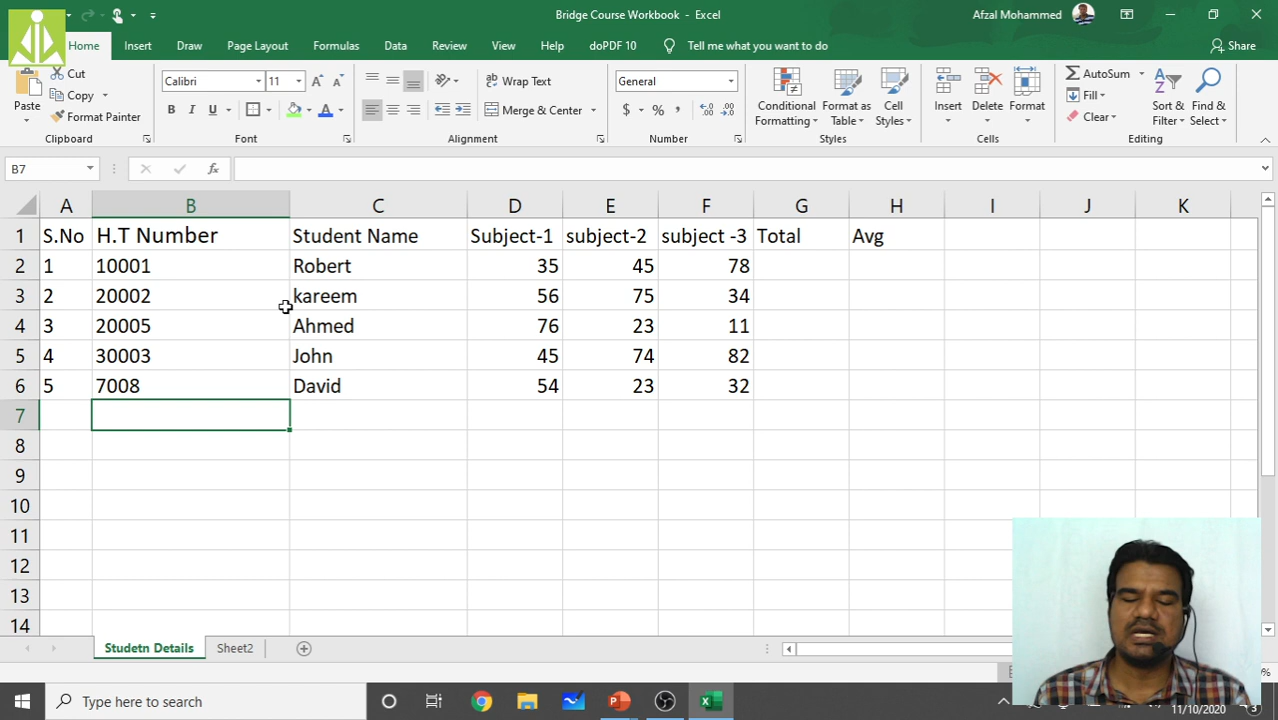 Bridge Course Workbook - Excel
Afzal Mohammed
Home Insert Draw Page Layout Formulas Data Review View Help doPDF 10 Tell me what you want to do Share
Paste Cut Copy Format Painter Clipboard
Calibri 11 B I U A Font
Wrap Text Merge & Center Alignment
General $ % , Number
Conditional Formatting Format as Table Cell Styles Styles
Insert Delete Format Cells
AutoSum Fill Clear Sort & Filter Find & Select Editing
B7 fx
A B C D E F G H I J K
1 S.No H.T Number Student Name Subject-1 subject-2 subject -3 Total Avg
2 1 10001 Robert 35 45 78
3 2 20002 kareem 56 75 34
4 3 20005 Ahmed 76 23 11
5 4 30003 John 45 74 82
6 5 7008 David 54 23 32
7
8
9
10
11
12
13
14
Studetn Details Sheet2
Type here to search
11/10/2020